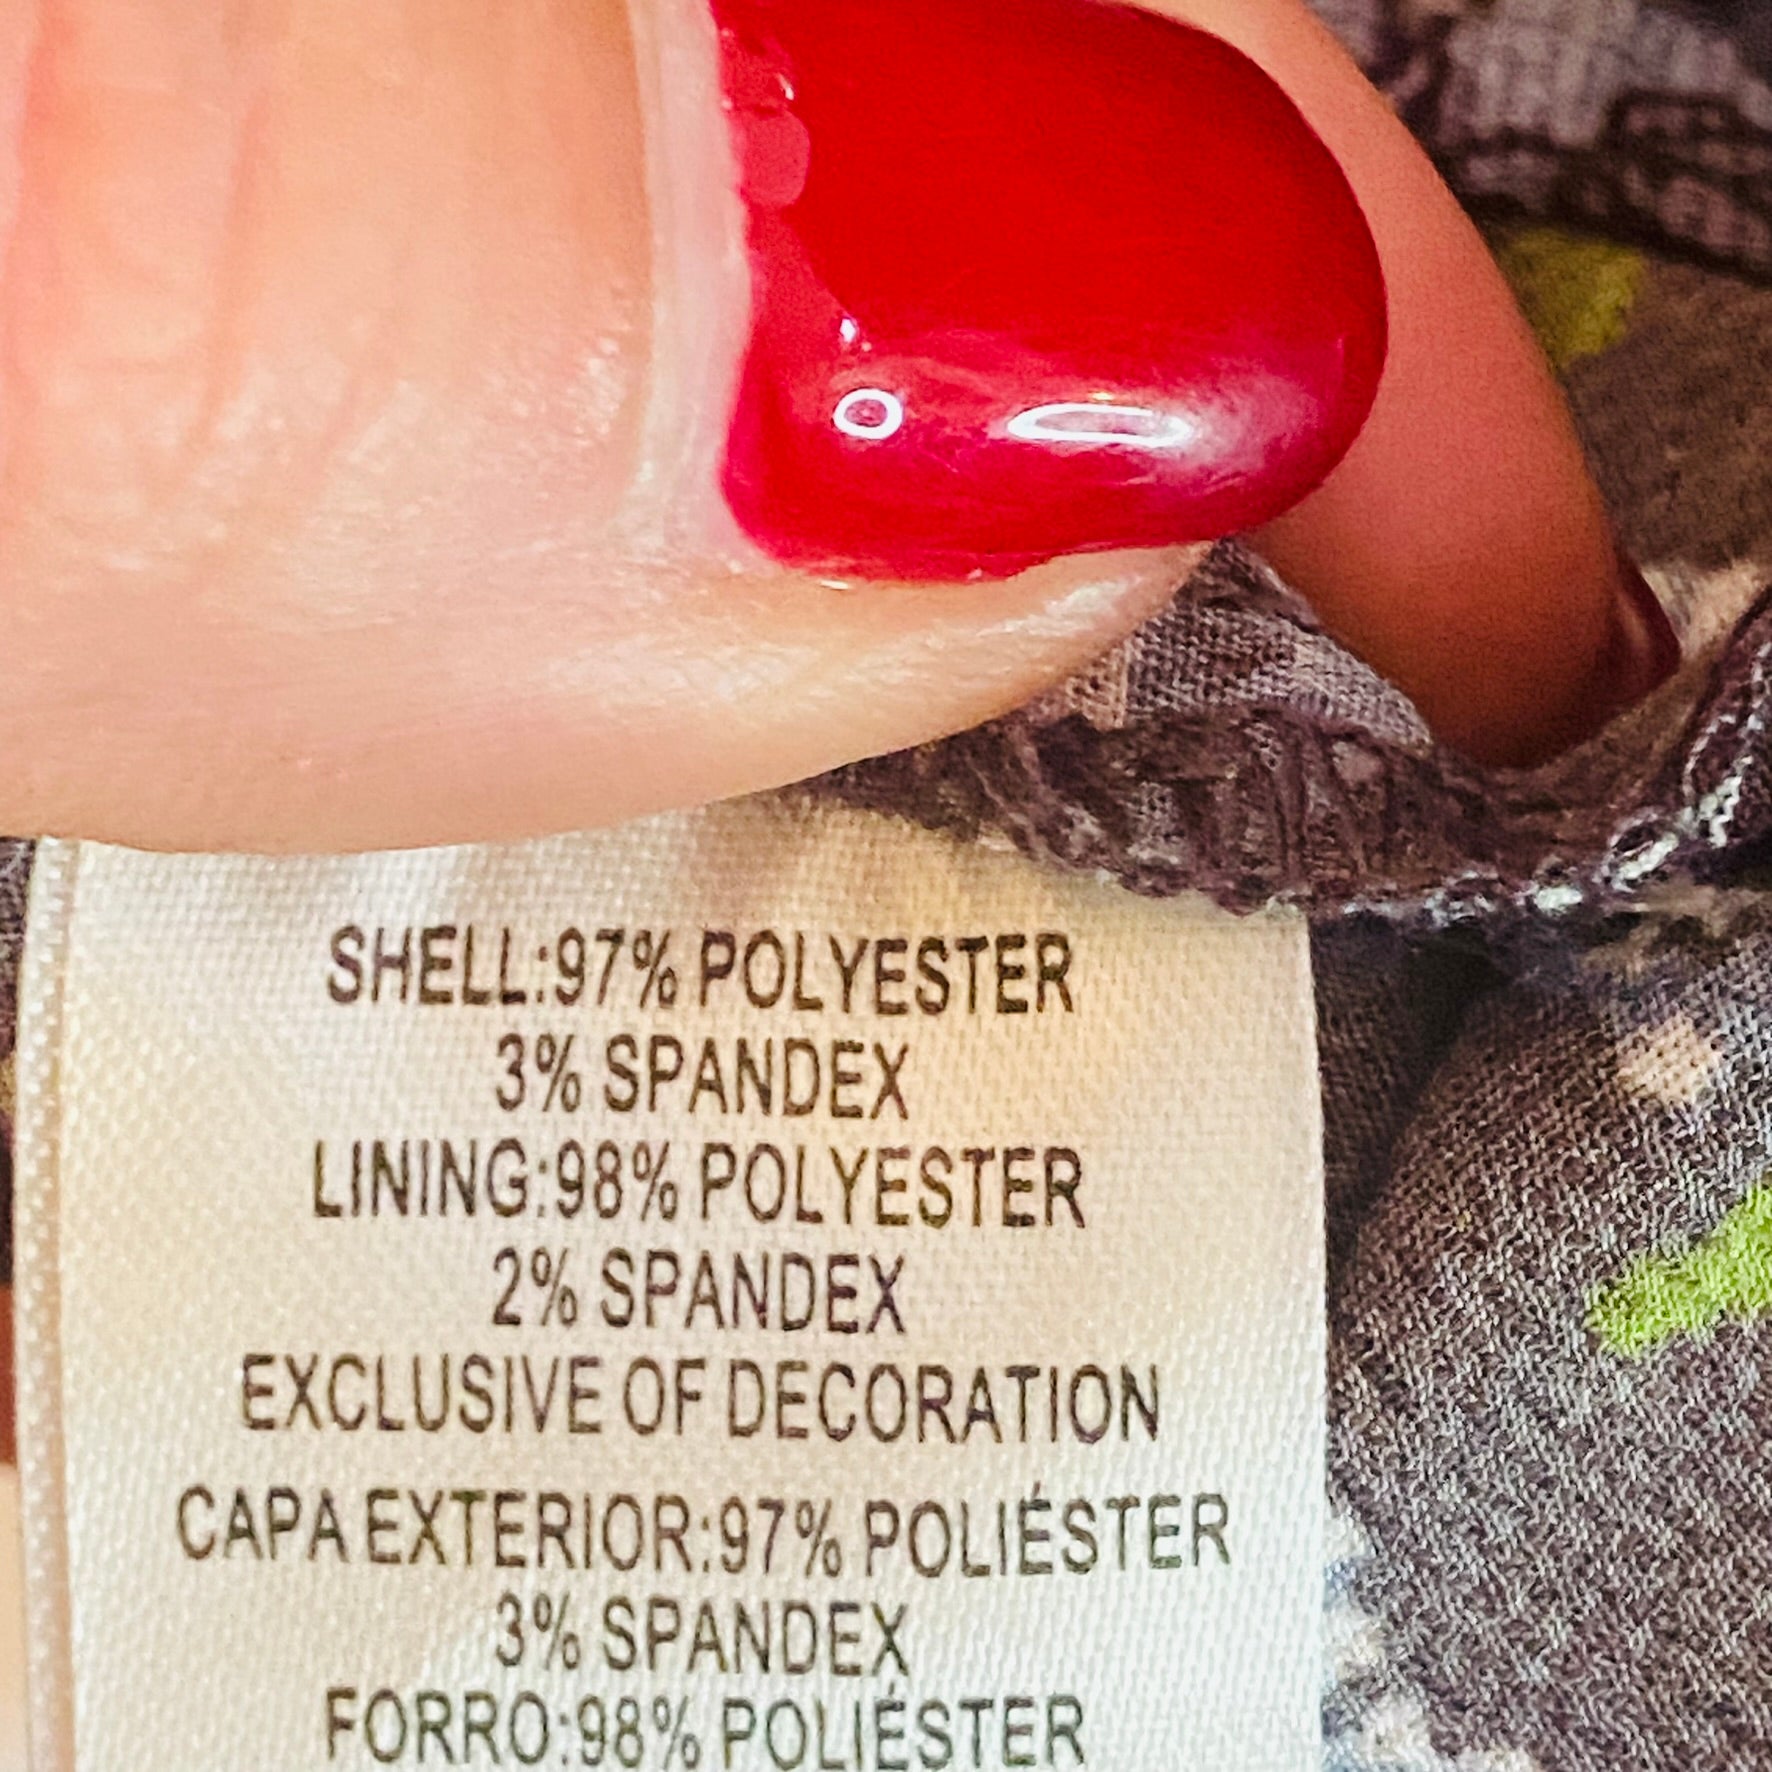 SHELL:97% POLYESTER
3% SPANDEX
LINING:98% POLYESTER
2% SPANDEX
EXCLUSIVE OF DECORATION
CAPA EXTERIOR:97% POLIÉSTER
3% SPANDEX
FORRO:98% POLIÉSTER